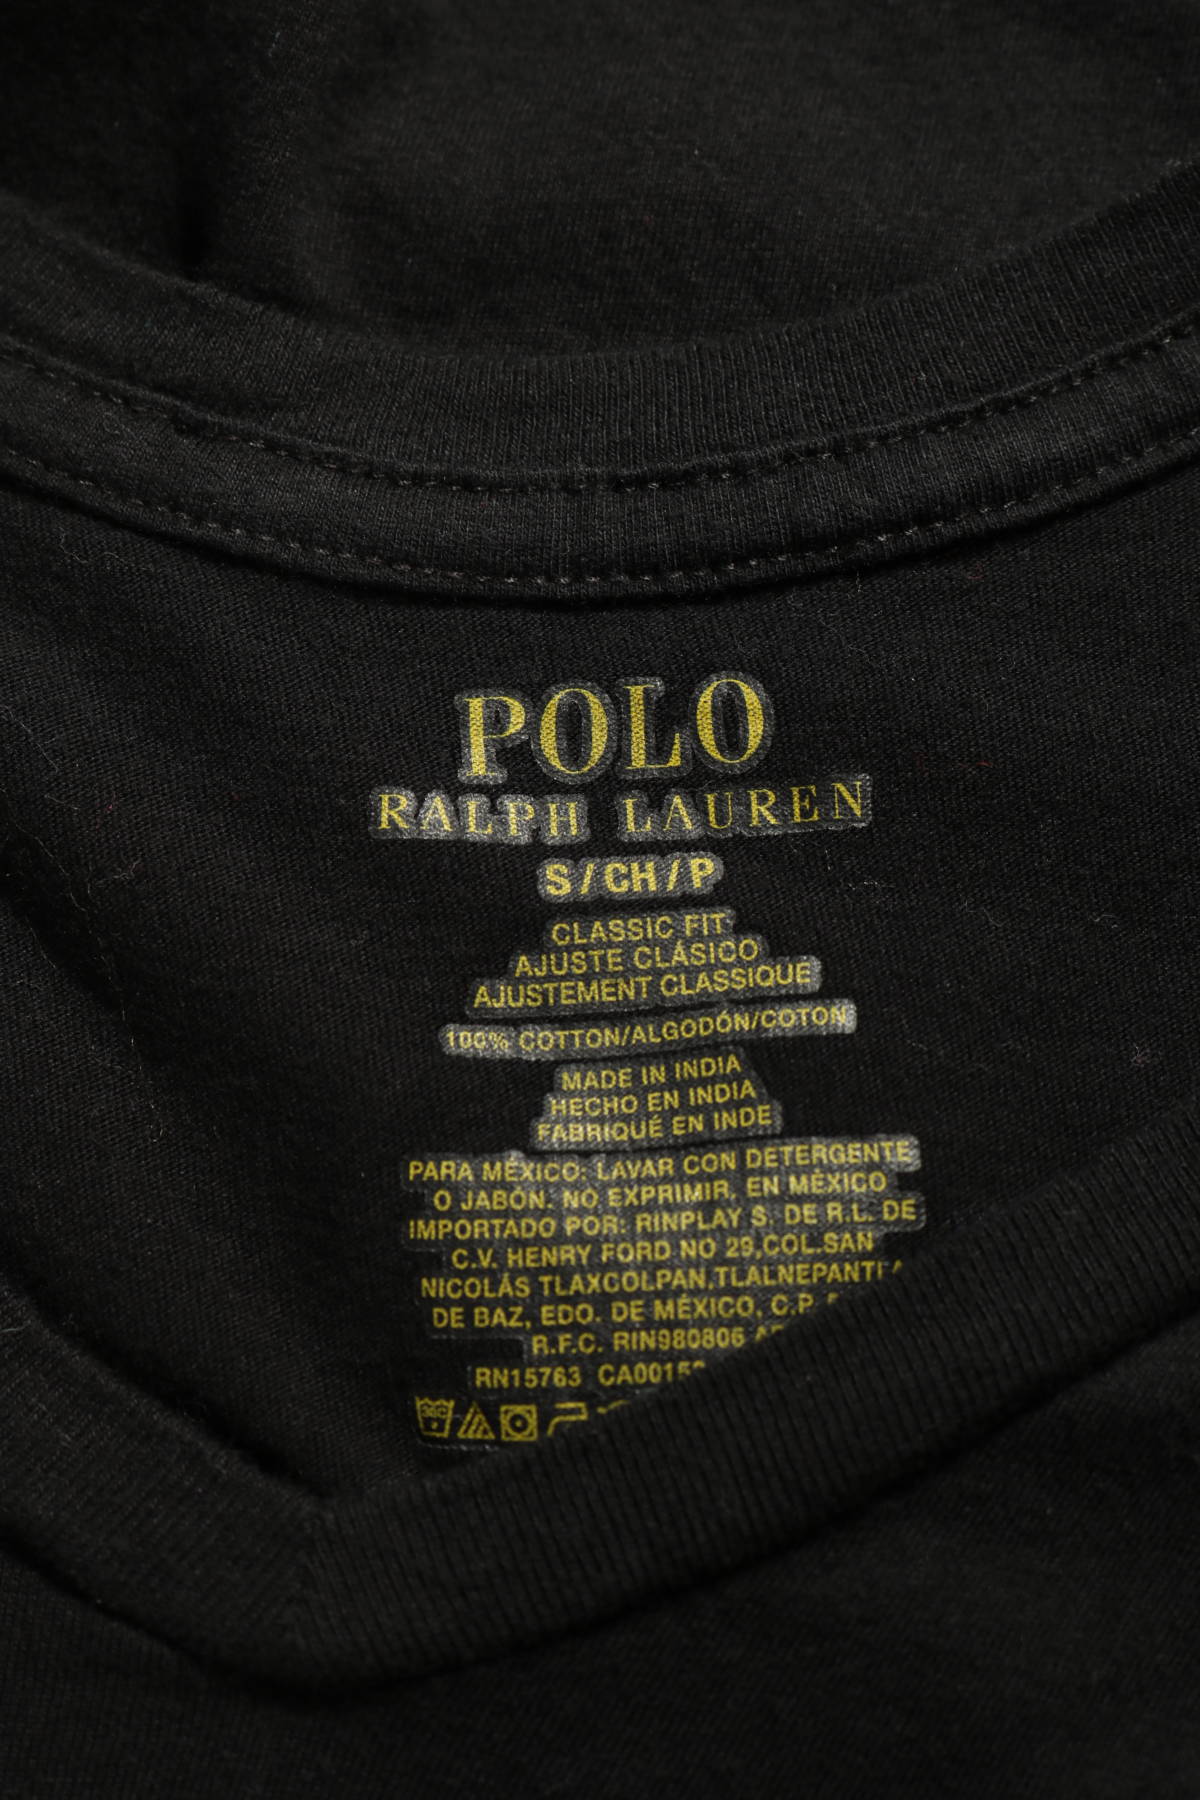 POLO
RALPH LAUREN
S/CH/P
CLASSIC FIT
AJUSTE CLÁSICO
AJUSTEMENT CLASSIQUE
100% COTTON/ALGODÓN/COTON
MADE IN INDIA
HECHO EN INDIA
FABRIQUÉ EN INDE
PARA MÉXICO: LAVAR CON DETERGENTE
O JABÓN. NO EXPRIMIR, EN MÉXICO
IMPORTADO POR: RINPLAY S. DE R.L. DE
C.V. HENRY FORD NO 29,COL.SAN
NICOLÁS TLAXCOLPAN,
DE BAZ, EDO. DE MÉXICO, C.P.
R.F.C. RIN980806
RN15763